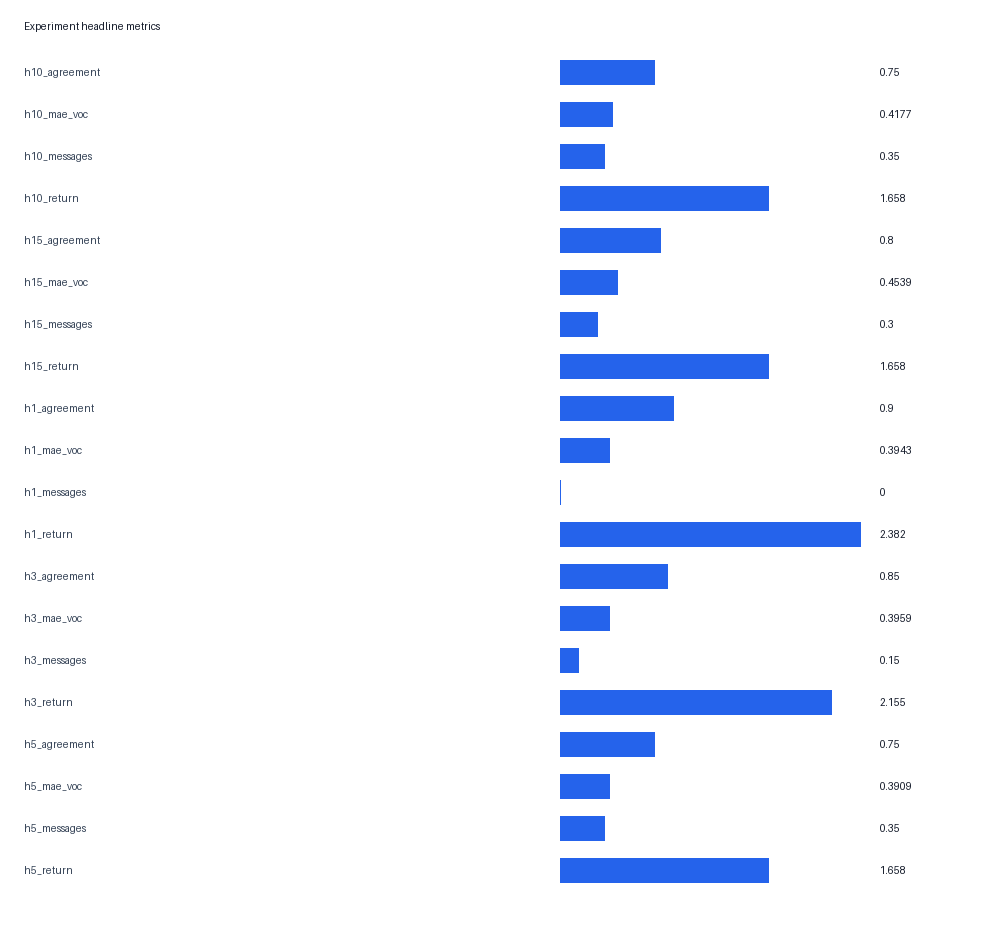 Experiment headline metrics
h10_agreement 0.75
h10_mae_voc 0.4177
h10_messages 0.35
h10_return 1.658
h15_agreement 0.8
h15_mae_voc 0.4539
h15_messages 0.3
h15_return 1.658
h1_agreement 0.9
h1_mae_voc 0.3943
h1_messages 0
h1_return 2.382
h3_agreement 0.85
h3_mae_voc 0.3959
h3_messages 0.15
h3_return 2.155
h5_agreement 0.75
h5_mae_voc 0.3909
h5_messages 0.35
h5_return 1.658